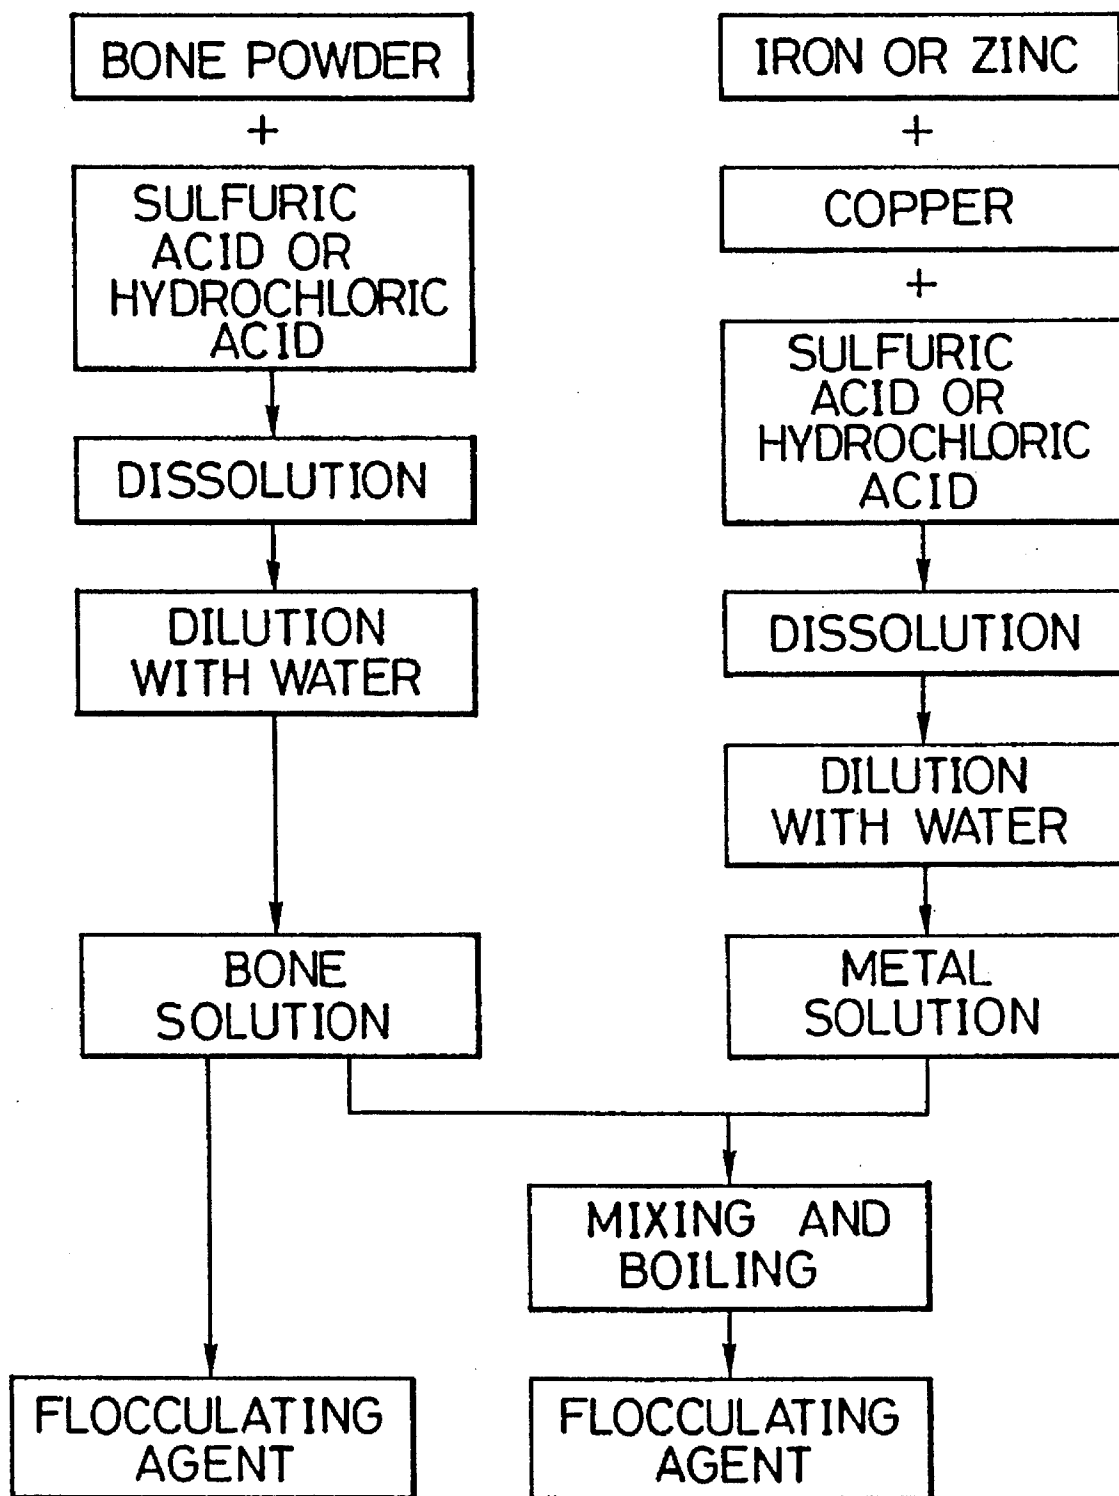 BONE POWDER
+
SULFURIC
ACID OR
HYDROCHLORIC
ACID
DISSOLUTION
DILUTION
WITH WATER
BONE
SOLUTION
FLOCCULATING
AGENT
IRON OR ZINC
+
COPPER
+
SULFURIC
ACID OR
HYDROCHLORIC
ACID
DISSOLUTION
DILUTION
WITH WATER
METAL
SOLUTION
MIXING AND
BOILING
FLOCCULATING
AGENT